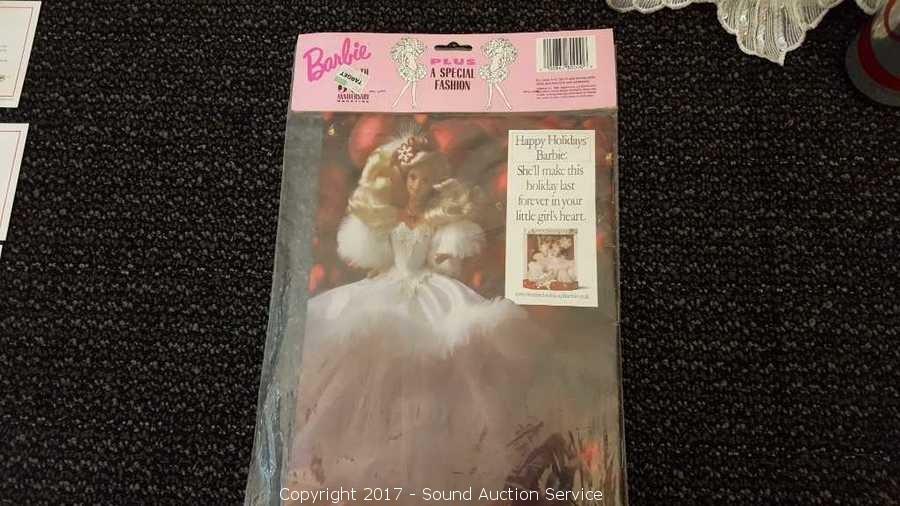 Barbie
PLUS
A SPECIAL
FASHION
TARGET
ANNIVERSARY
MAGAZINE
Happy Holidays
Barbie:
She'll make this
holiday last
forever in your
little girl's heart.
Copyright 2017 - Sound Auction Service